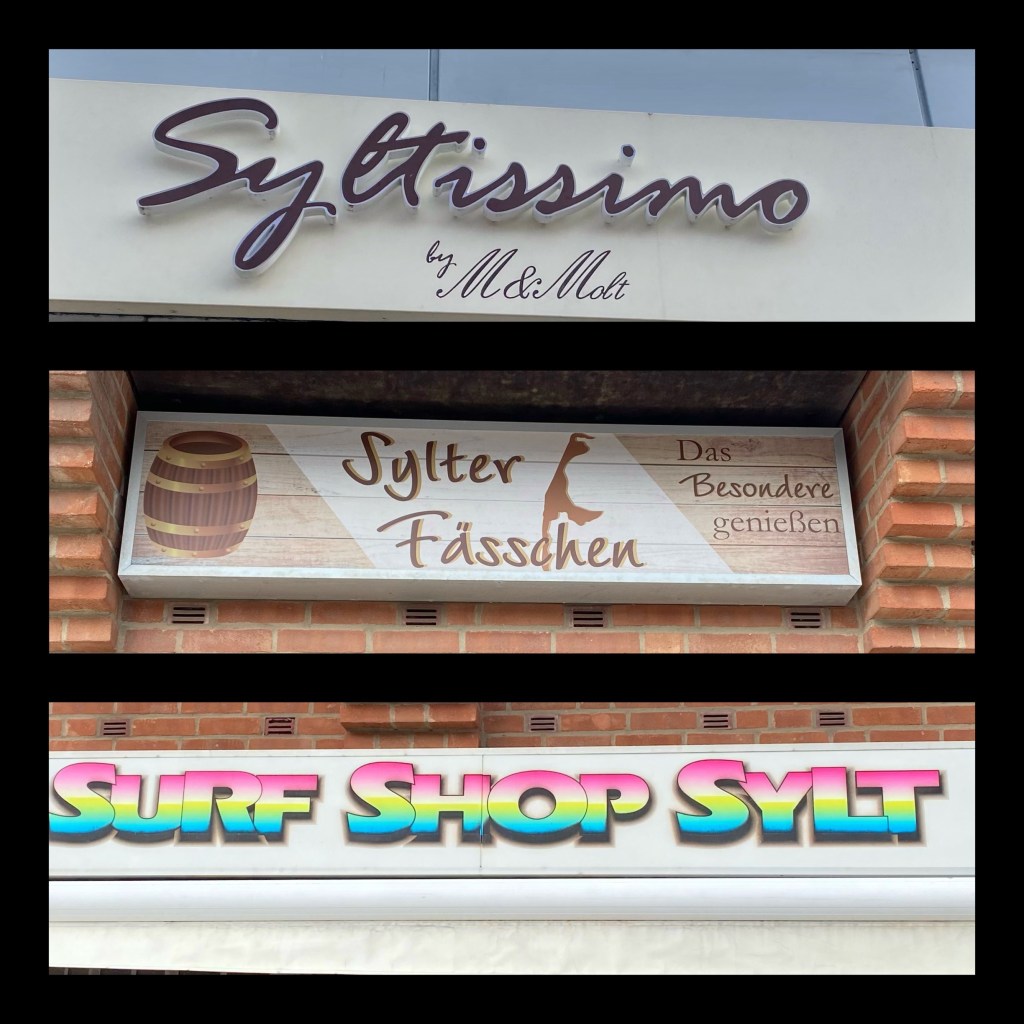 Syltissimo
by M&Molt
Sylter
Fässchen
Das
Besondere
genießen
SURF SHOP SYLT